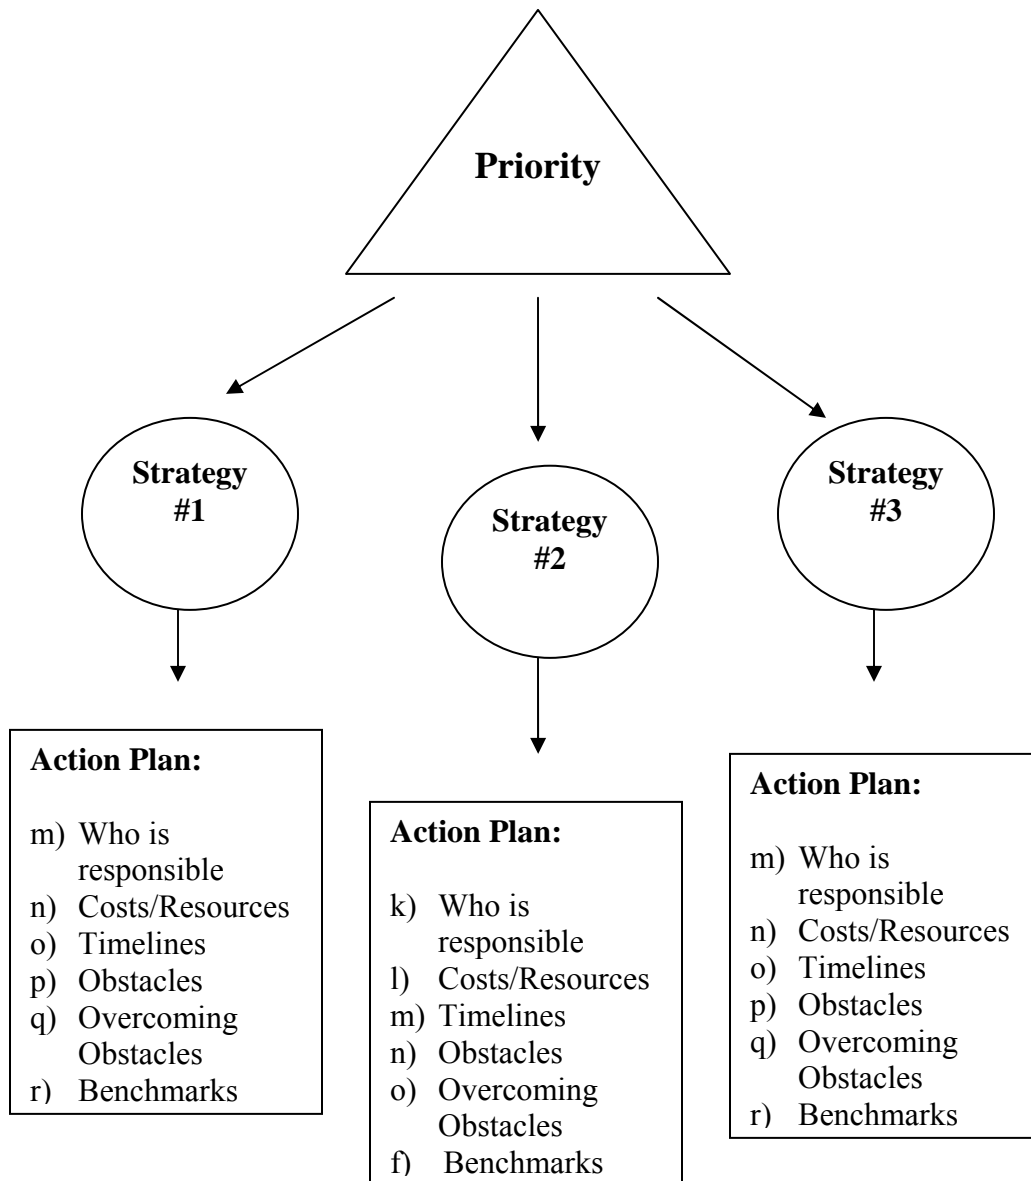 Priority
Strategy
#1
Strategy
#2
Strategy
#3
Action Plan:
m) Who is
responsible
n) Costs/Resources
o) Timelines
p) Obstacles
q) Overcoming
Obstacles
r) Benchmarks
Action Plan:
k) Who is
responsible
l) Costs/Resources
m) Timelines
n) Obstacles
o) Overcoming
Obstacles
f) Benchmarks
Action Plan:
m) Who is
responsible
n) Costs/Resources
o) Timelines
p) Obstacles
q) Overcoming
Obstacles
r) Benchmarks